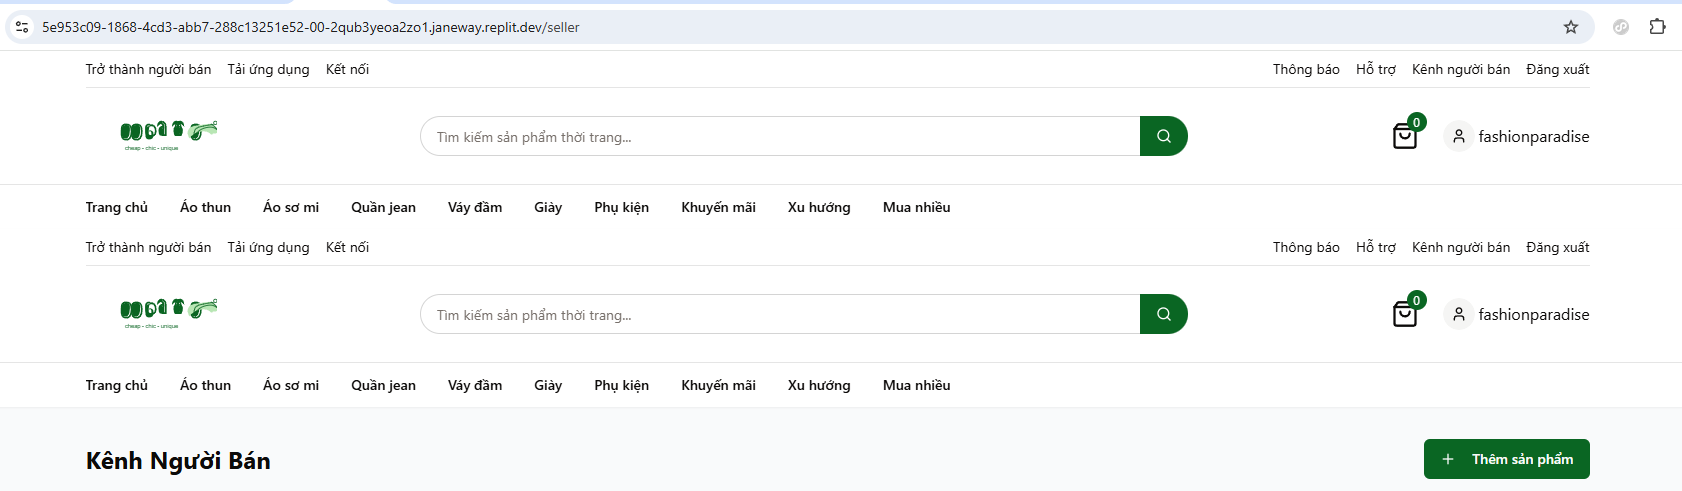 5e953c09-1868-4cd3-abb7-288c13251e52-00-2qub3yeoa2zo1.janeway.replit.dev/seller
Trở thành người bán Tải ứng dụng Kết nối Thông báo Hỗ trợ Kênh người bán Đăng xuất
cheap - chic - unique
Tìm kiếm sản phẩm thời trang... 0 fashionparadise
Trang chủ Áo thun Áo sơ mi Quần jean Váy đầm Giày Phụ kiện Khuyến mãi Xu hướng Mua nhiều
Trở thành người bán Tải ứng dụng Kết nối Thông báo Hỗ trợ Kênh người bán Đăng xuất
cheap - chic - unique
Tìm kiếm sản phẩm thời trang... 0 fashionparadise
Trang chủ Áo thun Áo sơ mi Quần jean Váy đầm Giày Phụ kiện Khuyến mãi Xu hướng Mua nhiều
Kênh Người Bán + Thêm sản phẩm